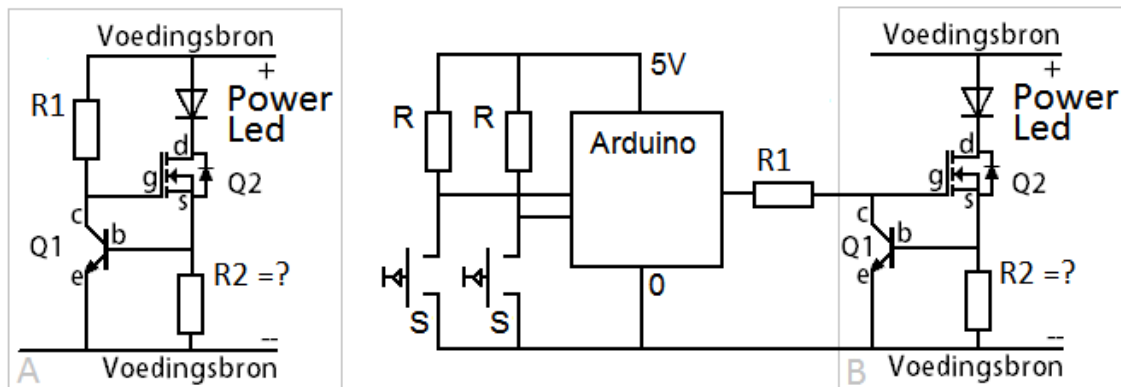 Voedingsbron
+
R1
Power
Led
d
g
s
Q2
c
b
Q1
e
R2 =?
--
A
Voedingsbron
5V
R
R
Arduino
R1
0
S
S
Voedingsbron
+
Power
Led
d
g
s
Q2
c
b
Q1
e
R2 =?
--
B
Voedingsbron